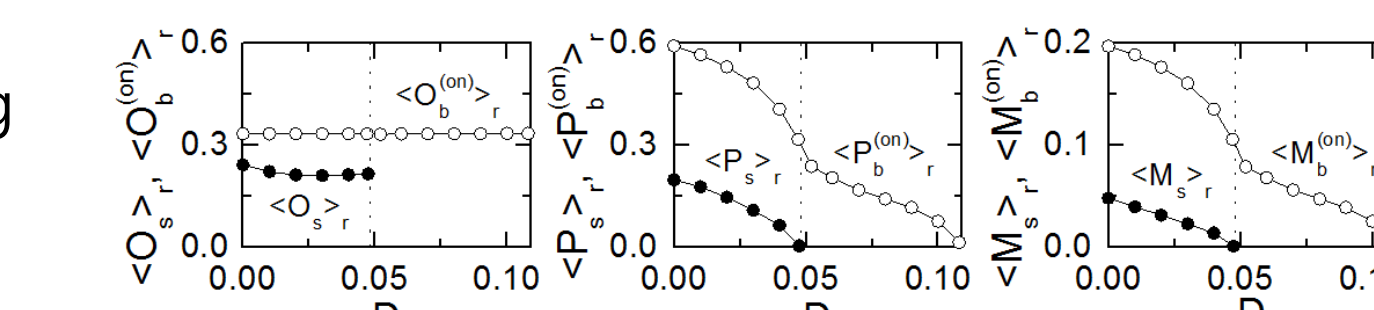 g
<O_s>_r, <O_b^(on)>_r
0.6
0.3
0.0
<O_b^(on)>_r
<O_s>_r
0.00 0.05 0.10
<P_s>_r, <P_b^(on)>_r
0.6
0.3
0.0
<P_s>_r
<P_b^(on)>_r
0.00 0.05 0.10
<M_s>_r, <M_b^(on)>_r
0.2
0.1
0.0
<M_b^(on)>_r
<M_s>_r
0.00 0.05